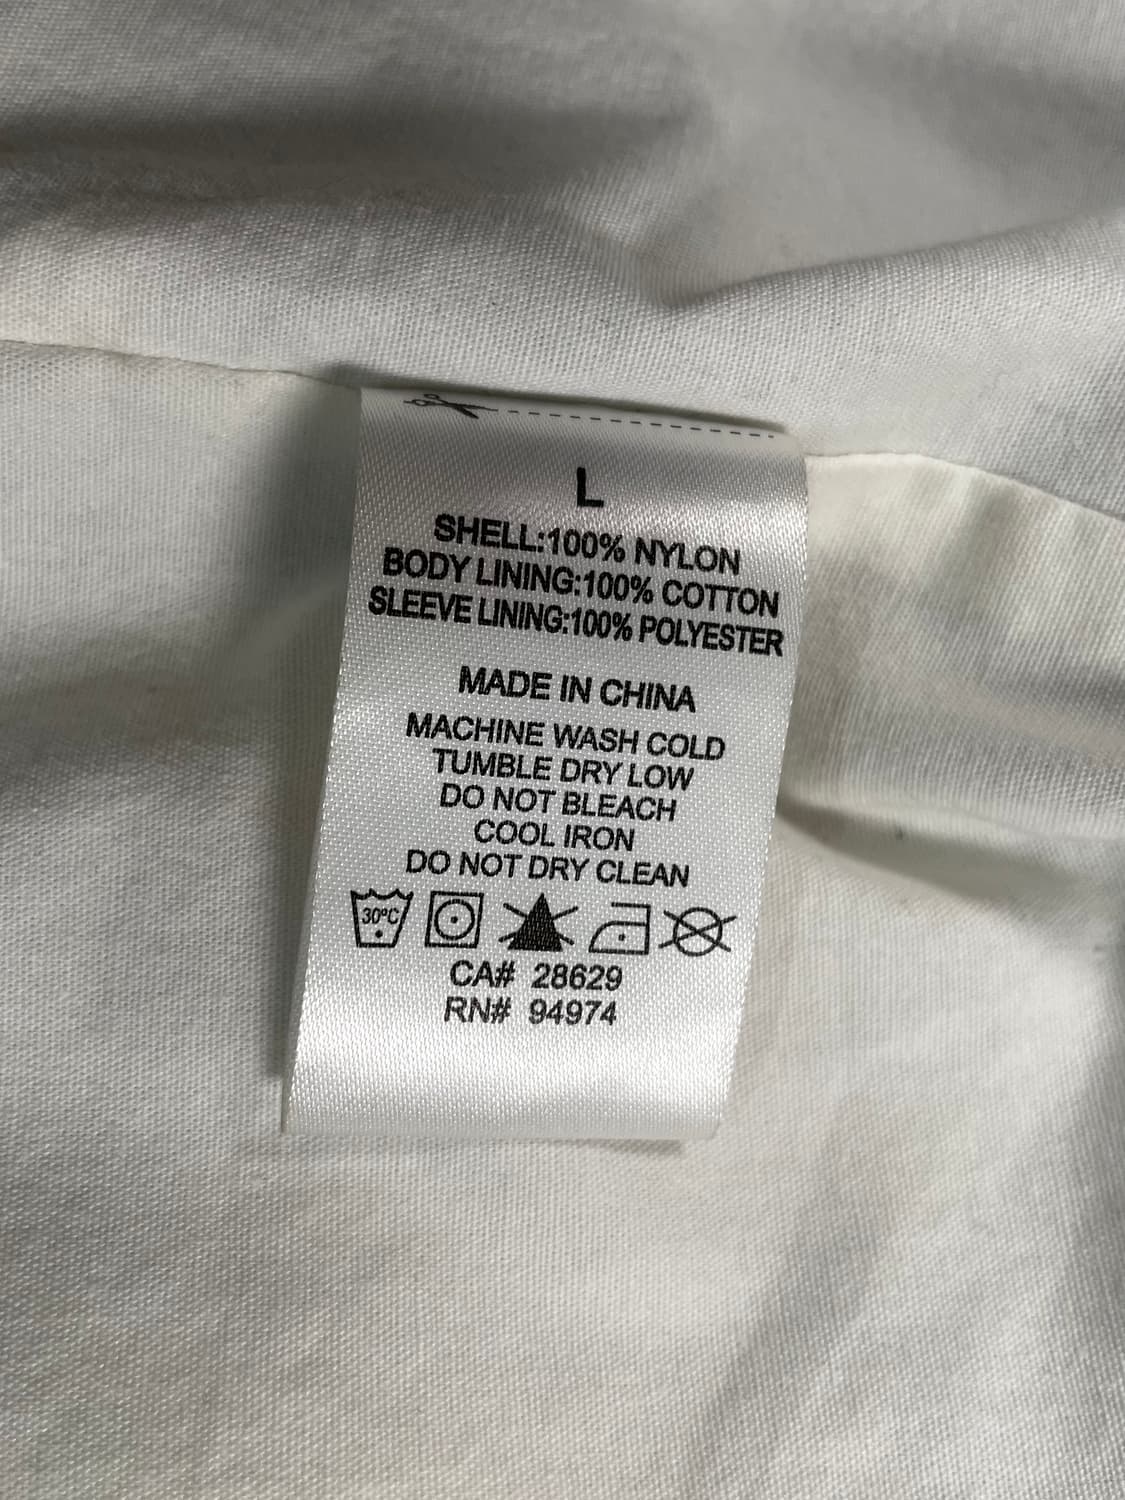 L
SHELL:100% NYLON
BODY LINING:100% COTTON
SLEEVE LINING:100% POLYESTER
MADE IN CHINA
MACHINE WASH COLD
TUMBLE DRY LOW
DO NOT BLEACH
COOL IRON
DO NOT DRY CLEAN
30°C
CA# 28629
RN# 94974